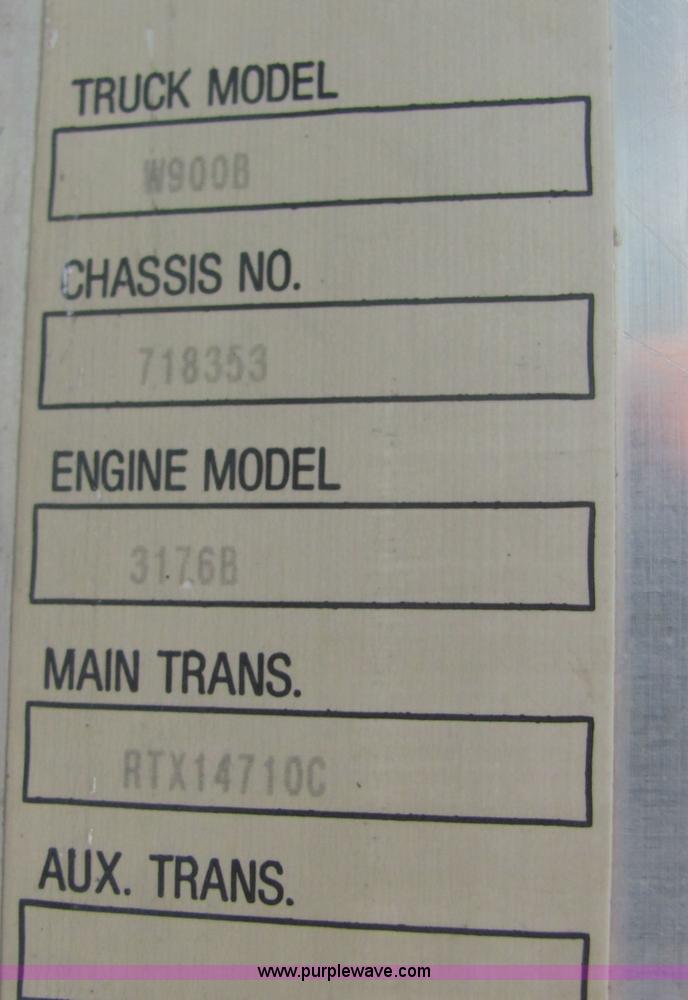 TRUCK MODEL
W900B
CHASSIS NO.
718353
ENGINE MODEL
3176B
MAIN TRANS.
RTX14710C
AUX. TRANS.
www.purplewave.com